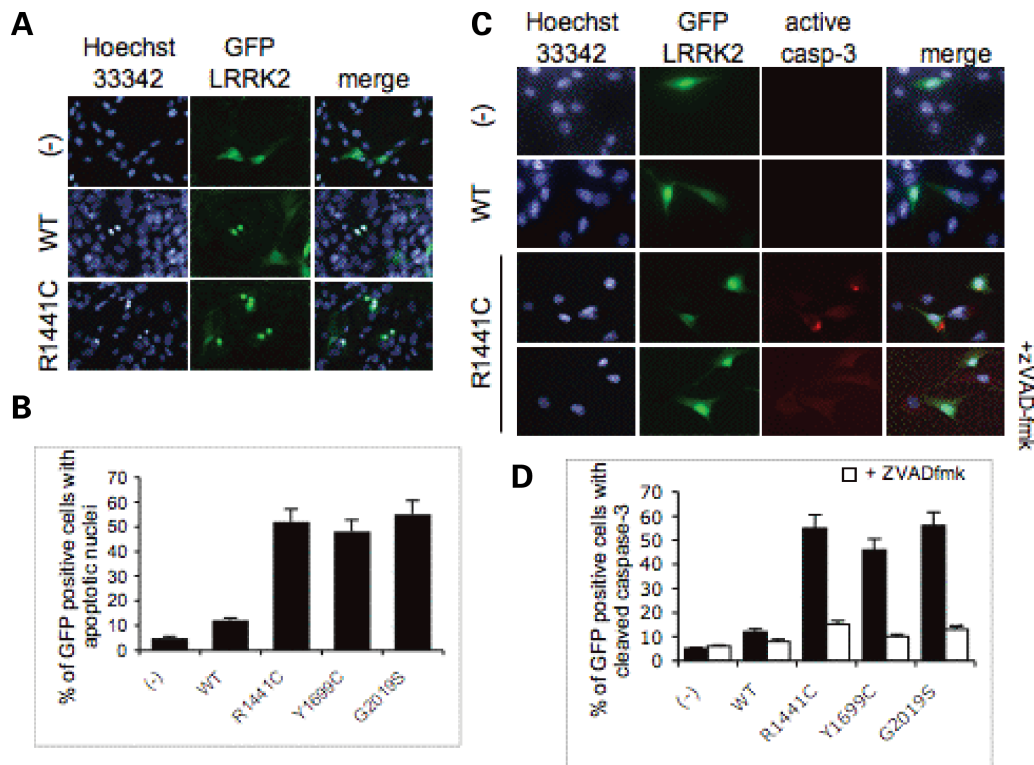 A
Hoechst 33342
GFP LRRK2
merge
(-)
WT
R1441C
B
% of GFP positive cells with
apoptotic nuclei
70
60
50
40
30
20
10
0
(-)
WT
R1441C
Y1699C
G2019S
C
Hoechst 33342
GFP LRRK2
active casp-3
merge
(-)
WT
R1441C
+zVAD-fmk
D
+ ZVADfmk
% of GFP positive cells with
cleaved caspase-3
70
60
50
40
30
20
10
0
(-)
WT
R1441C
Y1699C
G2019S